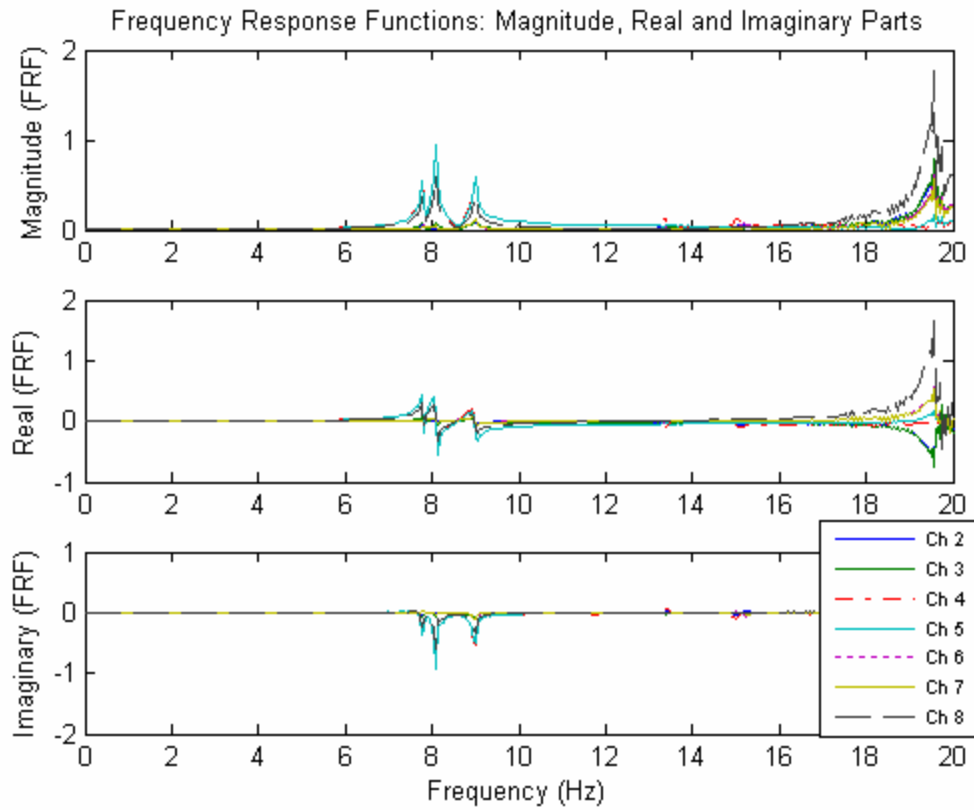 Frequency Response Functions: Magnitude, Real and Imaginary Parts
Magnitude (FRF)
2
1
0
0 2 4 6 8 10 12 14 16 18 20
Real (FRF)
2
1
0
-1
0 2 4 6 8 10 12 14 16 18 20
Imaginary (FRF)
1
0
-1
-2
0 2 4 6 8 10 12 14 16 18 20
Frequency (Hz)
Ch 2
Ch 3
Ch 4
Ch 5
Ch 6
Ch 7
Ch 8